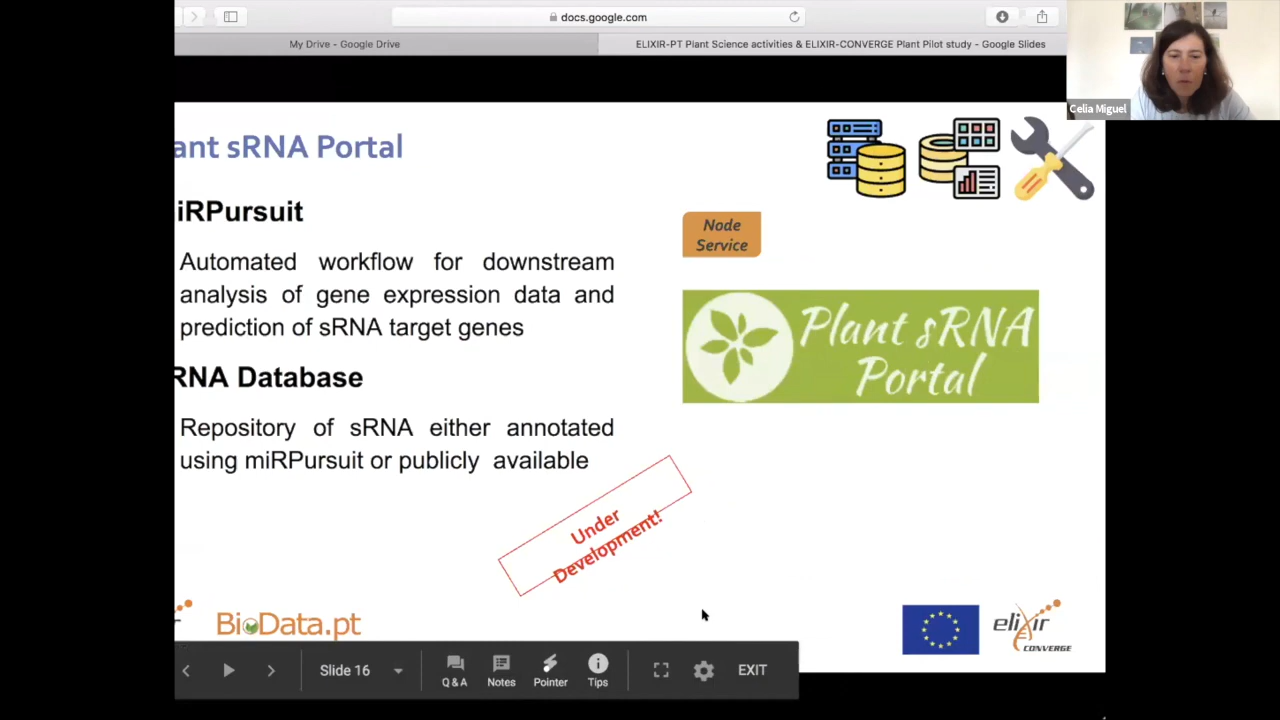 docs.google.com
My Drive - Google Drive
ELIXIR-PT Plant Science activities & ELIXIR-CONVERGE Plant Pilot study - Google Slides
Celia Miguel
ant sRNA Portal
iRPursuit
Node
Service
Automated workflow for downstream
analysis of gene expression data and
prediction of sRNA target genes
Plant sRNA
Portal
RNA Database
Repository of sRNA either annotated
using miRPursuit or publicly available
Under
Development!
BioData.pt
elixir
CONVERGE
Slide 16
Q & A
Notes
Pointer
Tips
EXIT